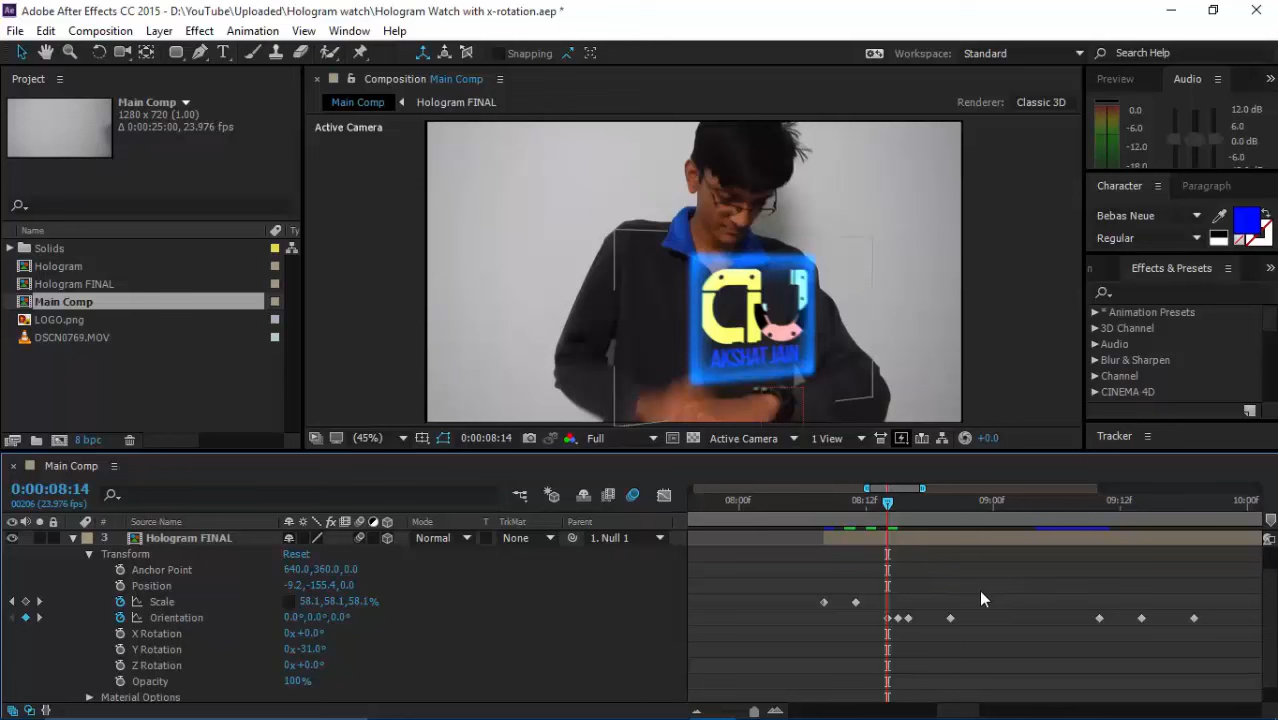 Adobe After Effects CC 2015 - D:\YouTube\Uploaded\Hologram watch\Hologram Watch with x-rotation.aep *
File Edit Composition Layer Effect Animation View Window Help
Snapping Workspace: Standard Search Help
Project
Composition Main Comp
Preview Audio
Main Comp
1280 x 720 (1.00)
Δ 0:00:25:00, 23.976 fps
Main Comp Hologram FINAL Renderer: Classic 3D
Active Camera
0.0 12.0 dB
-6.0 6.0
-12.0 0.0 dB
-6.0
-18.0 -12.0 dB
Character Paragraph
Bebas Neue
Regular
Name Ty
Solids
Hologram
Hologram FINAL
Main Comp
LOGO.png
DSCN0769.MOV
AKSHAT JAIN
Effects & Presets
* Animation Presets
3D Channel
Audio
Blur & Sharpen
Channel
CINEMA 4D
8 bpc
(45%) 0:00:08:14 Full Active Camera 1 View +0.0
Tracker
Main Comp
0:00:08:14
00206 (23.976 fps)
08:00f 08:12f 09:00f 09:12f 10:00f
# Source Name Mode T TrkMat Parent
3 Hologram FINAL Normal None 1. Null 1
Transform Reset
Anchor Point 640.0,360.0,0.0
Position -9.2,-155.4,0.0
Scale 58.1,58.1,58.1%
Orientation 0.0°,0.0°,0.0°
X Rotation 0x+0.0°
Y Rotation 0x-31.0°
Z Rotation 0x+0.0°
Opacity 100%
Material Options